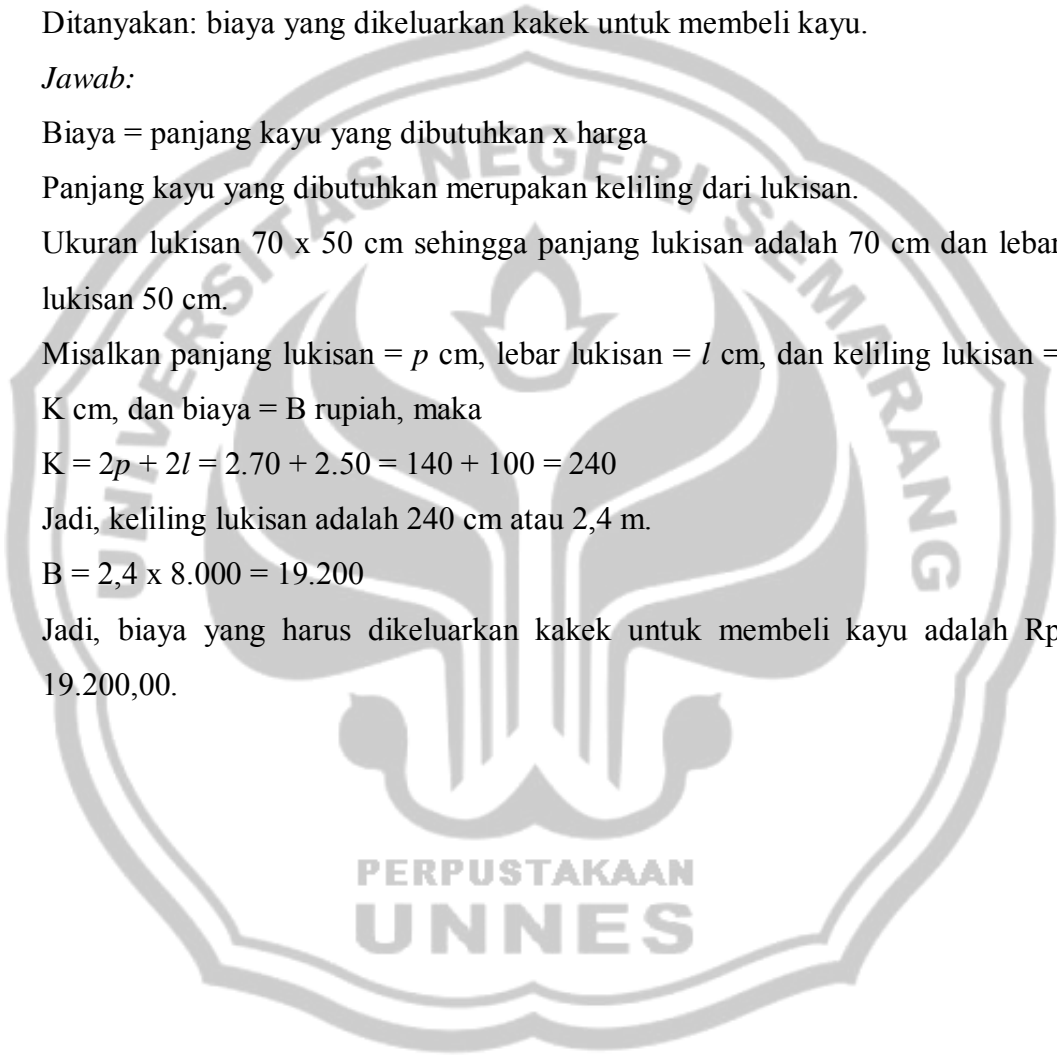 Ditanyakan: biaya yang dikeluarkan kakek untuk membeli kayu.
Jawab:
Biaya = panjang kayu yang dibutuhkan x harga
Panjang kayu yang dibutuhkan merupakan keliling dari lukisan.
Ukuran lukisan 70 x 50 cm sehingga panjang lukisan adalah 70 cm dan lebar
lukisan 50 cm.
Misalkan panjang lukisan = p cm, lebar lukisan = l cm, dan keliling lukisan =
K cm, dan biaya = B rupiah, maka
K = 2p + 2l = 2.70 + 2.50 = 140 + 100 = 240
Jadi, keliling lukisan adalah 240 cm atau 2,4 m.
B = 2,4 x 8.000 = 19.200
Jadi, biaya yang harus dikeluarkan kakek untuk membeli kayu adalah Rp
19.200,00.
UNIVERSITAS NEGERI SEMARANG
PERPUSTAKAAN
UNNES